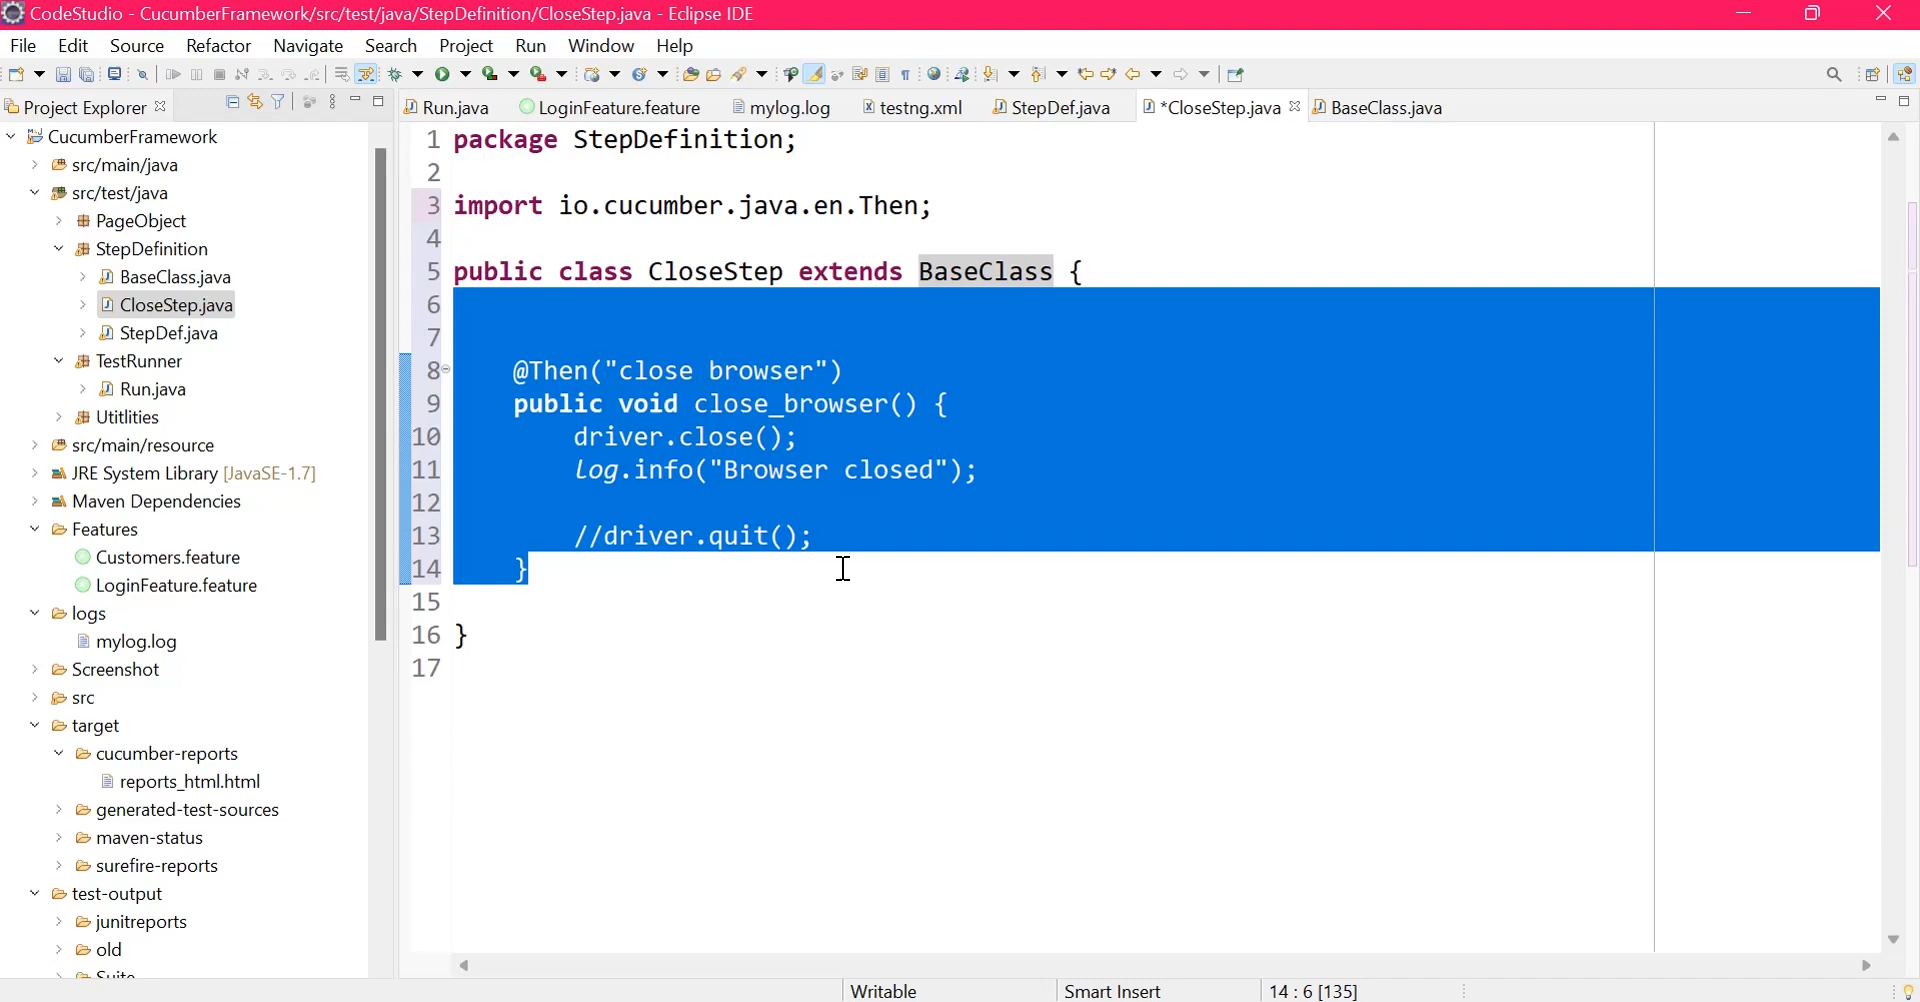 CodeStudio - CucumberFramework/src/test/java/StepDefinition/CloseStep.java - Eclipse IDE
File Edit Source Refactor Navigate Search Project Run Window Help
Project Explorer
Run.java LoginFeature.feature mylog.log testng.xml StepDef.java *CloseStep.java BaseClass.java
CucumberFramework
src/main/java
src/test/java
PageObject
StepDefinition
BaseClass.java
CloseStep.java
StepDef.java
TestRunner
Run.java
Utitlities
src/main/resource
JRE System Library [JavaSE-1.7]
Maven Dependencies
Features
Customers.feature
LoginFeature.feature
logs
mylog.log
Screenshot
src
target
cucumber-reports
reports_html.html
generated-test-sources
maven-status
surefire-reports
test-output
junitreports
old
Suite
1 package StepDefinition;
2
3 import io.cucumber.java.en.Then;
4
5 public class CloseStep extends BaseClass {
6
7
8 @Then("close browser")
9 public void close_browser() {
10 driver.close();
11 log.info("Browser closed");
12
13 //driver.quit();
14 }
15
16 }
17
Writable Smart Insert 14 : 6 [135]